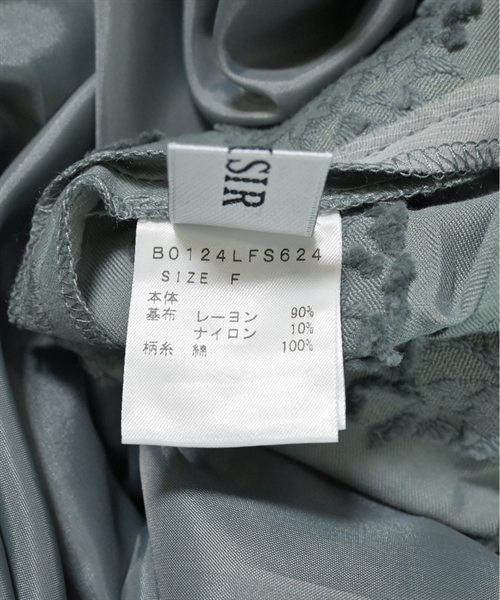 SIR
B0124LFS624
SIZE F
本体
基布 レーヨン 90%
ナイロン 10%
柄糸 綿 100%